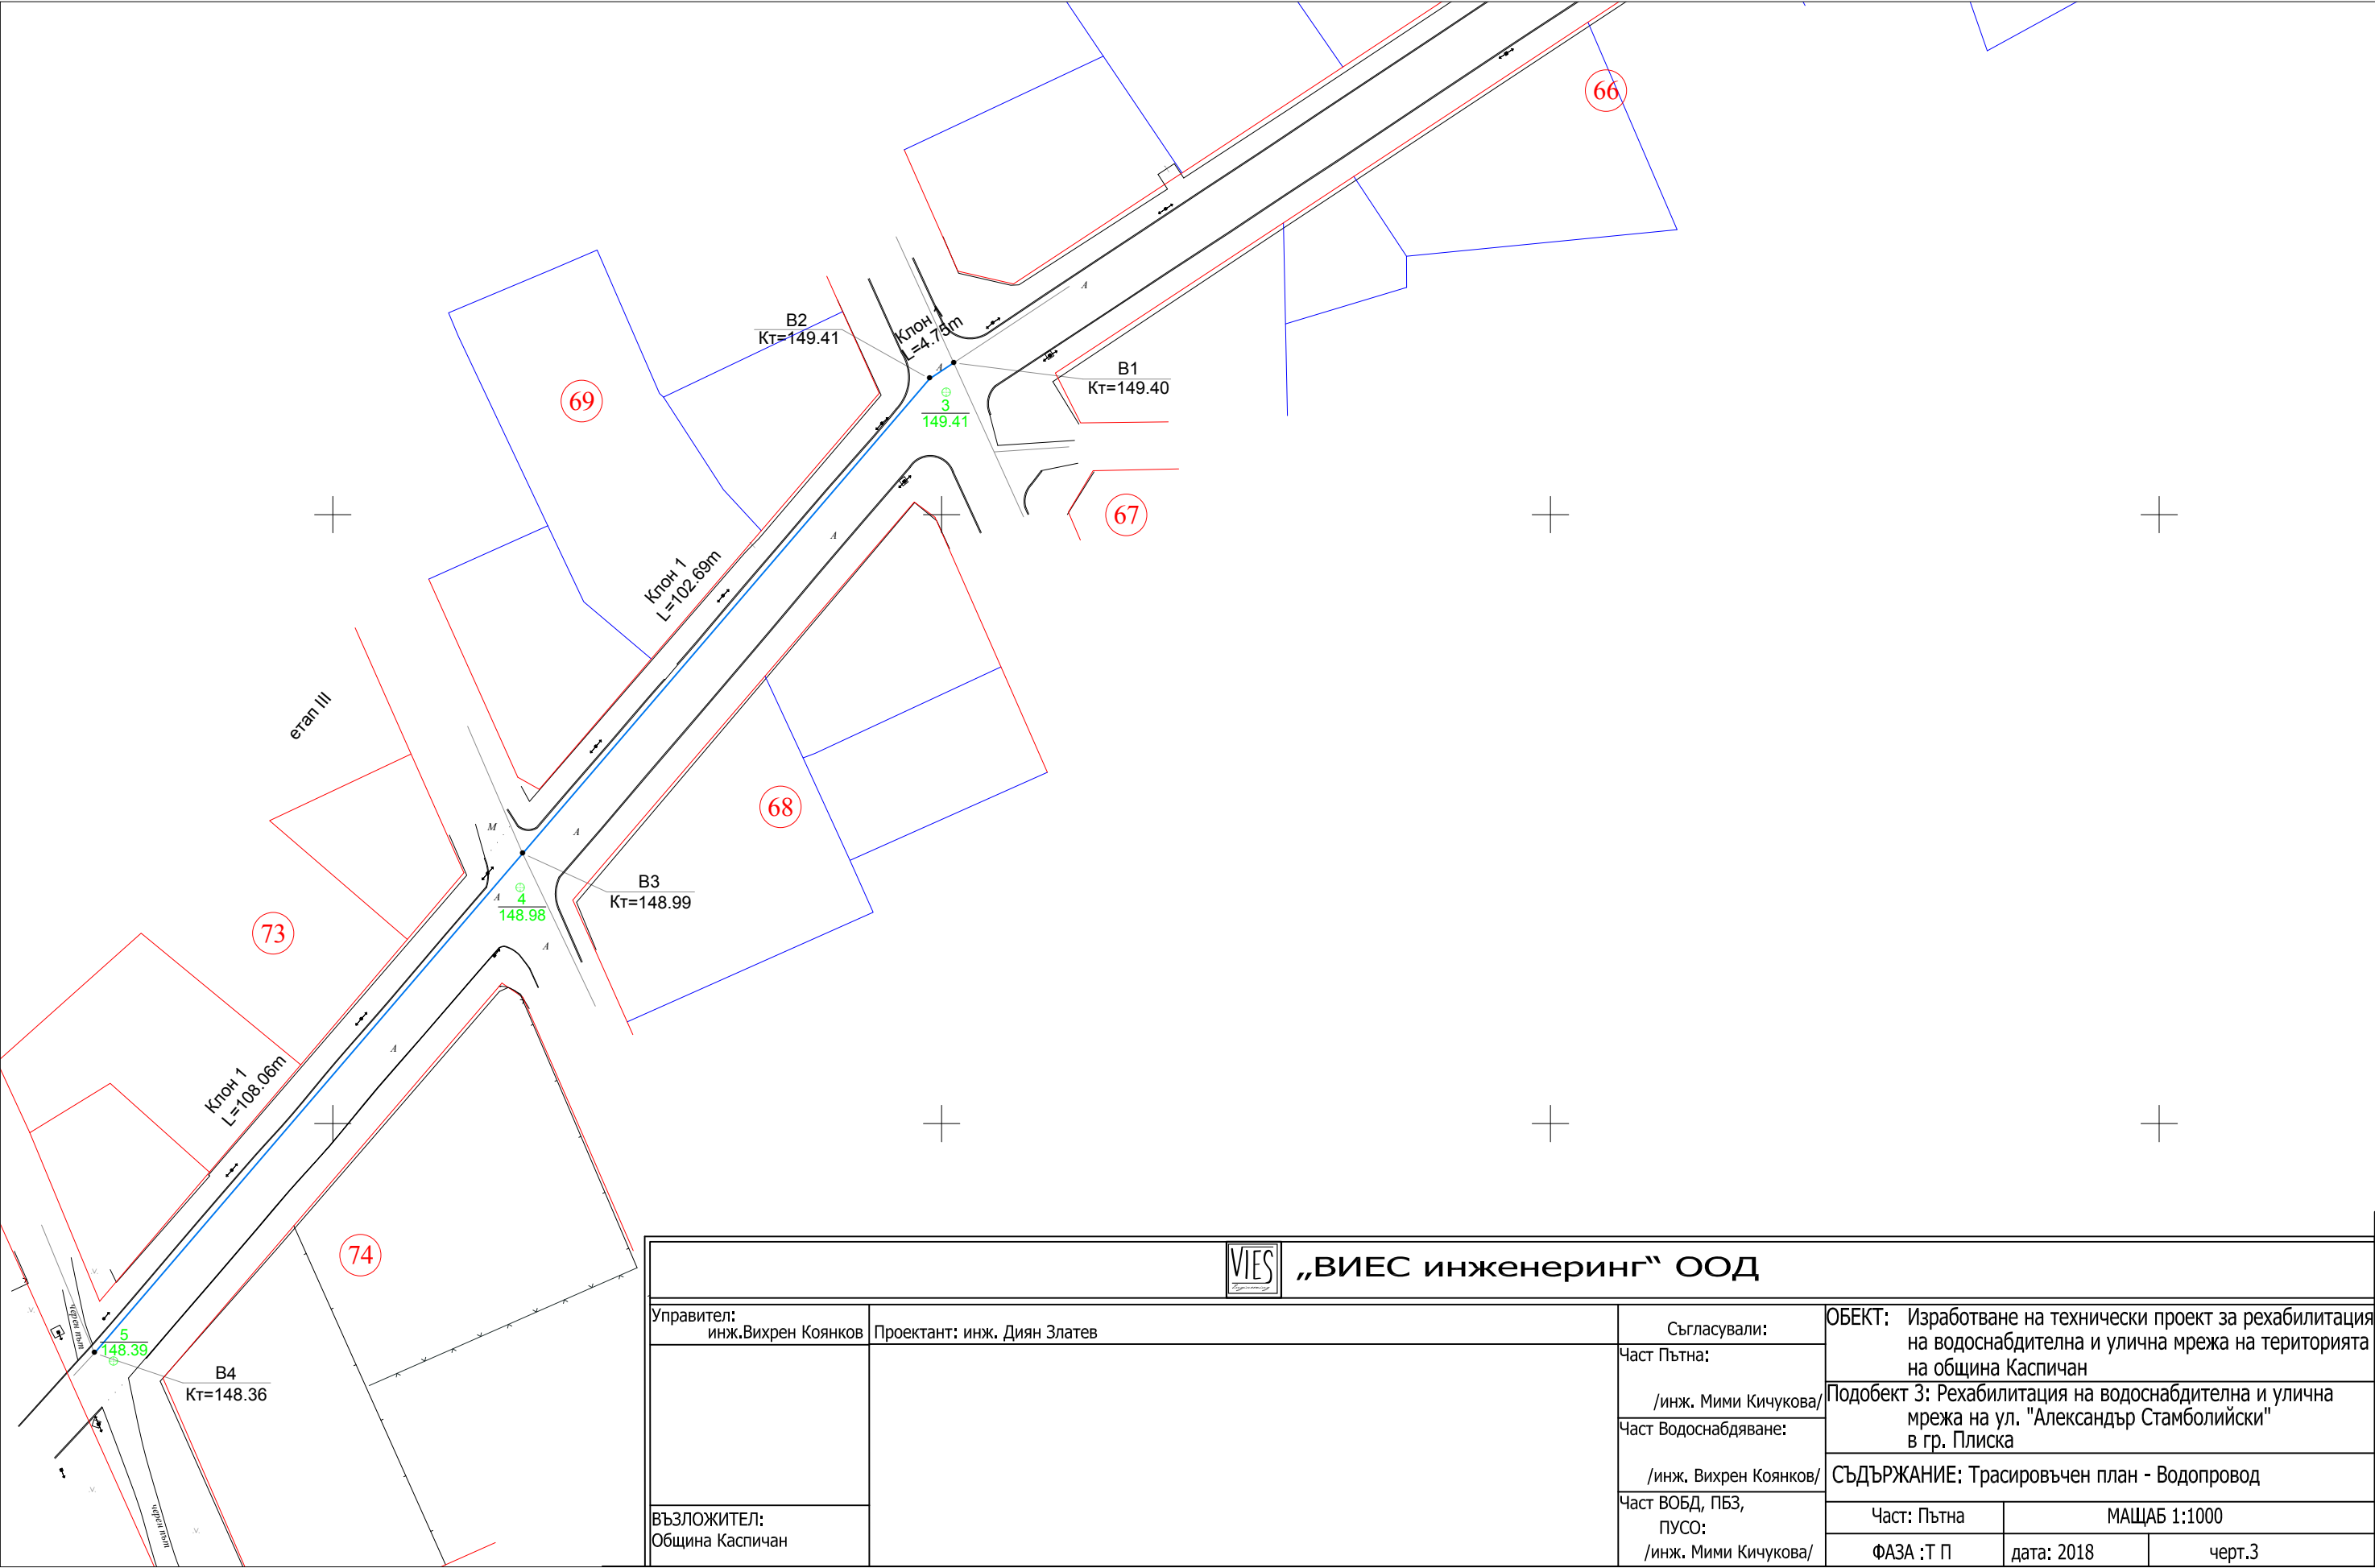 66
А
В2
Кт=149.41
Клон 1
L=4.75m
А
В1
Кт=149.40
3
149.41
69
67
А
Клон 1
L=102.69m
етап III
68
М
А
В3
Кт=148.99
А
4
148.98
73
А
А
Клон 1
L=108.06m
74
черен път
5
148.39
В4
Кт=148.36
черен път
VIES
„ВИЕС инженеринг“ ООД
Управител:
инж.Вихрен Коянков
Проектант: инж. Диян Златев
Съгласували:
Част Пътна:
/инж. Мими Кичукова/
Част Водоснабдяване:
/инж. Вихрен Коянков/
Част ВОБД, ПБЗ,
ПУСО:
/инж. Мими Кичукова/
ВЪЗЛОЖИТЕЛ:
Община Каспичан
ОБЕКТ: Изработване на технически проект за рехабилитация
на водоснабдителна и улична мрежа на територията
на община Каспичан
Подобект 3: Рехабилитация на водоснабдителна и улична
мрежа на ул. "Александър Стамболийски"
в гр. Плиска
СЪДЪРЖАНИЕ: Трасировъчен план - Водопровод
Част: Пътна
МАЩАБ 1:1000
ФАЗА :Т П
дата: 2018
черт.3